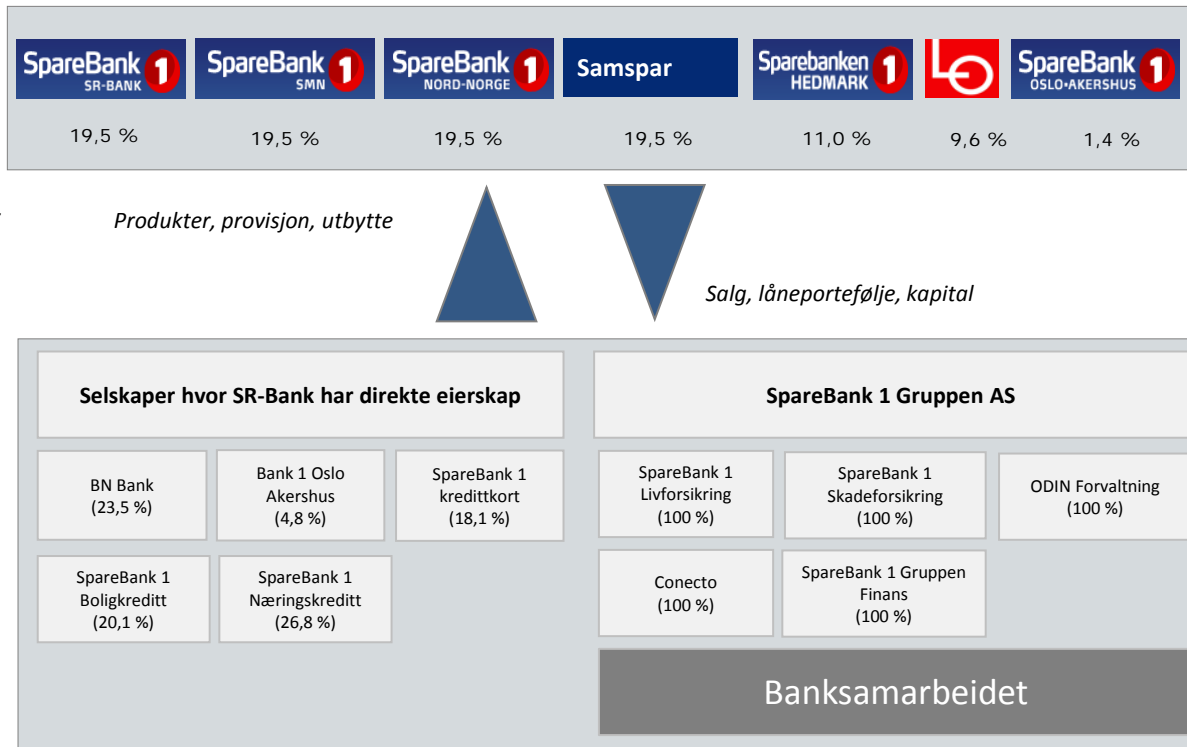 SpareBank 1
SR-BANK
SpareBank 1
SMN
SpareBank 1
NORD-NORGE
Samspar
Sparebanken 1
HEDMARK
LO
SpareBank 1
OSLO•AKERSHUS
19,5 %
19,5 %
19,5 %
19,5 %
11,0 %
9,6 %
1,4 %
Produkter, provisjon, utbytte
Salg, låneportefølje, kapital
Selskaper hvor SR-Bank har direkte eierskap
BN Bank
(23,5 %)
Bank 1 Oslo
Akershus
(4,8 %)
SpareBank 1
kredittkort
(18,1 %)
SpareBank 1
Boligkreditt
(20,1 %)
SpareBank 1
Næringskreditt
(26,8 %)
SpareBank 1 Gruppen AS
SpareBank 1
Livforsikring
(100 %)
SpareBank 1
Skadeforsikring
(100 %)
ODIN Forvaltning
(100 %)
Conecto
(100 %)
SpareBank 1 Gruppen
Finans
(100 %)
Banksamarbeidet